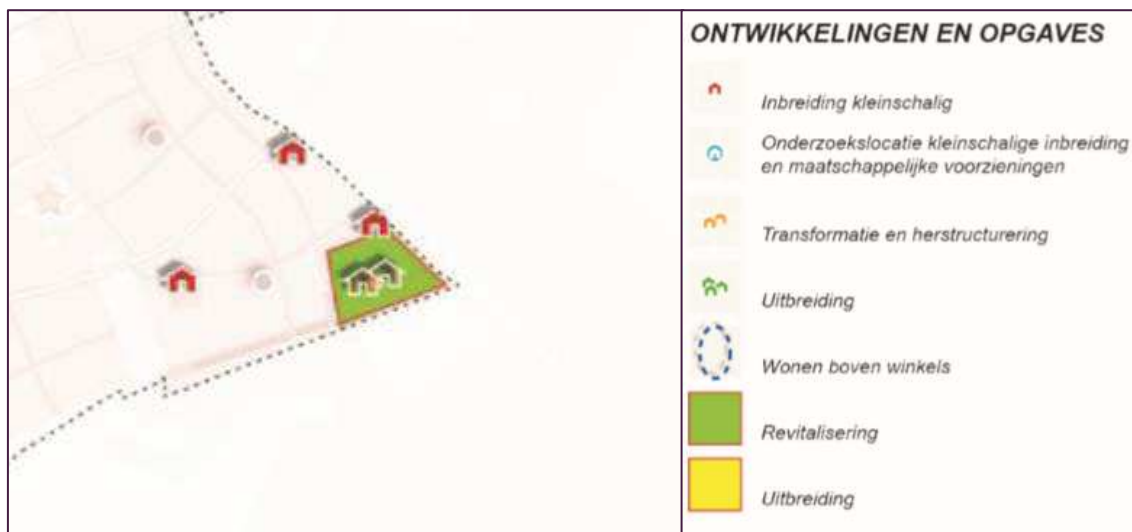 ONTWIKKELINGEN EN OPGAVES
Inbreiding kleinschalig
Onderzoekslocatie kleinschalige inbreiding
en maatschappelijke voorzieningen
Transformatie en herstructurering
Uitbreiding
Wonen boven winkels
Revitalisering
Uitbreiding